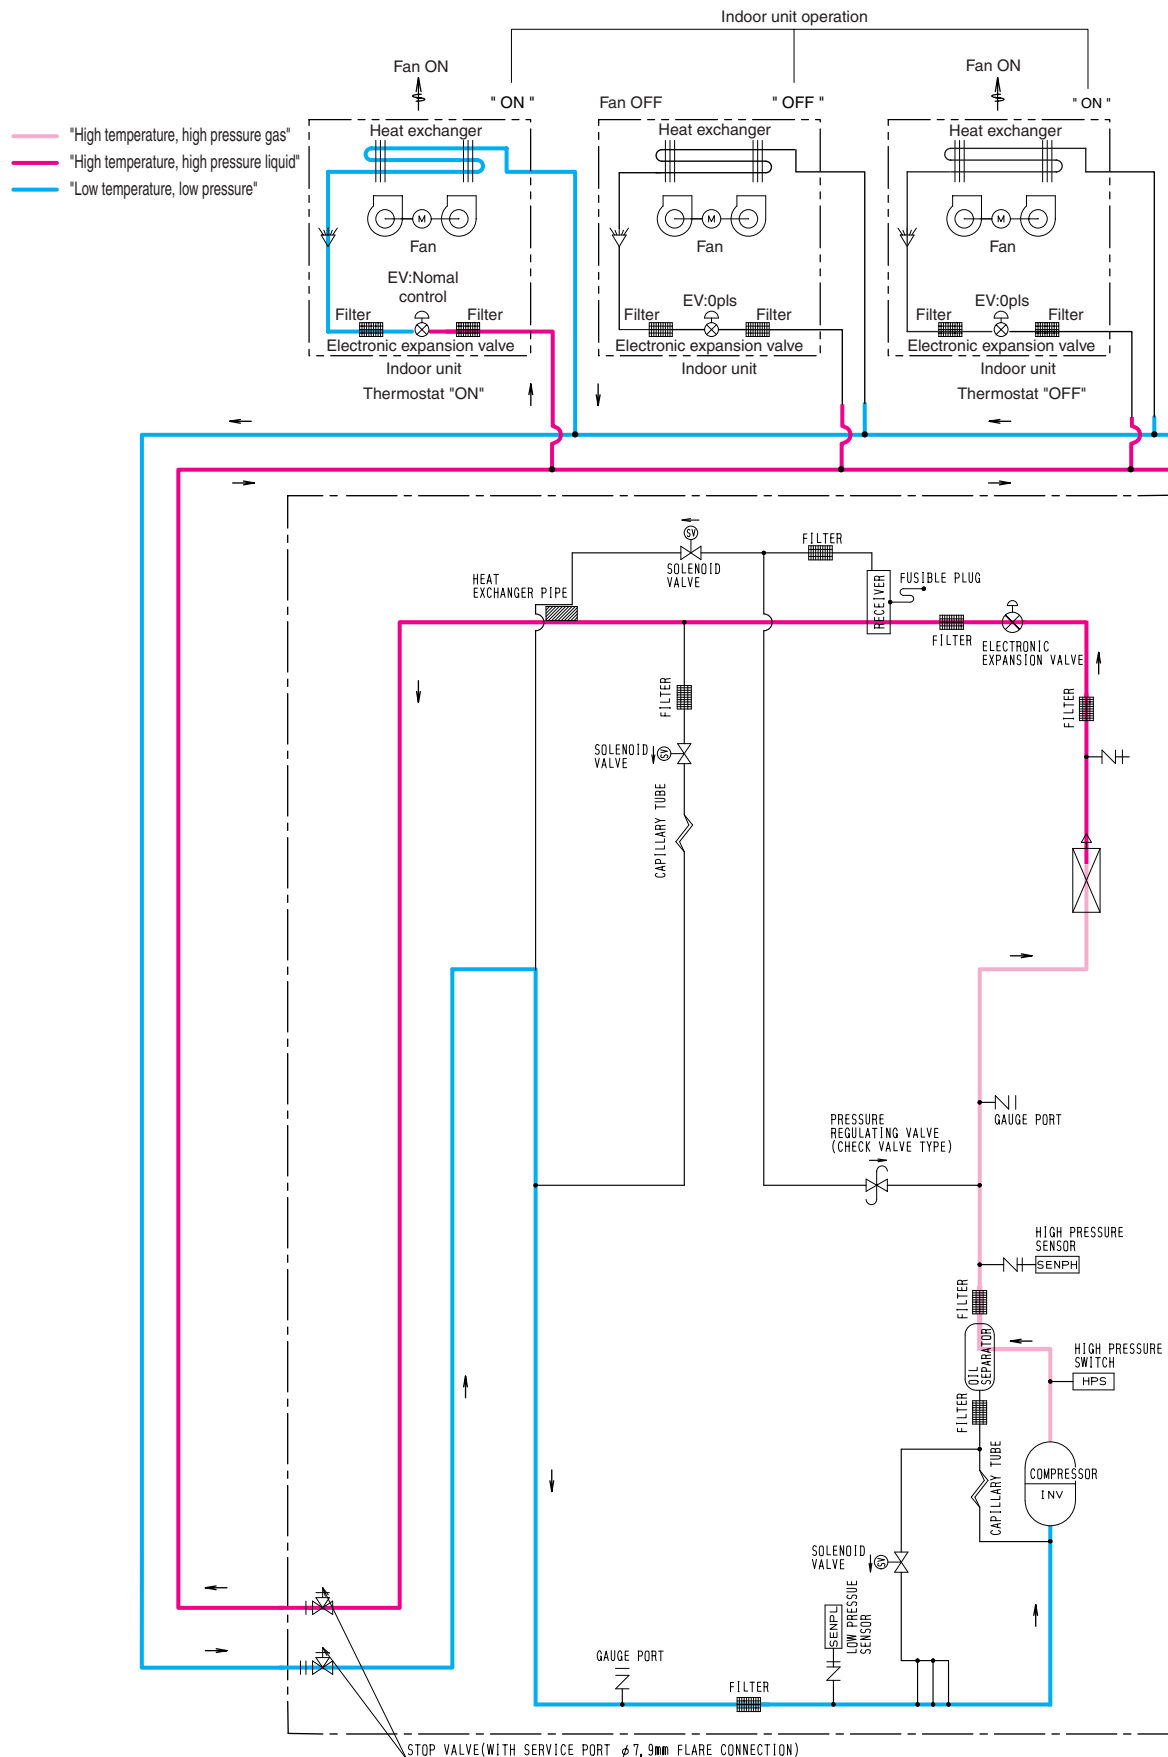 Indoor unit operation
Fan ON
" ON "
Fan OFF
" OFF "
Fan ON
" ON "
"High temperature, high pressure gas"
"High temperature, high pressure liquid"
"Low temperature, low pressure"
Heat exchanger
Heat exchanger
Heat exchanger
M
M
M
Fan
Fan
Fan
EV:Nomal
control
EV:0pls
EV:0pls
Filter
Filter
Filter
Filter
Filter
Filter
Electronic expansion valve
Electronic expansion valve
Electronic expansion valve
Indoor unit
Indoor unit
Indoor unit
Thermostat "ON"
Thermostat "OFF"
SV
FILTER
SOLENOID
VALVE
HEAT
EXCHANGER PIPE
RECEIVER
FUSIBLE PLUG
FILTER
ELECTRONIC
EXPANSION VALVE
FILTER
FILTER
SOLENOID
VALVE
SV
CAPILLARY TUBE
GAUGE PORT
PRESSURE
REGULATING VALVE
(CHECK VALVE TYPE)
HIGH PRESSURE
SENSOR
SENPH
FILTER
OIL
SEPARATOR
HIGH PRESSURE
SWITCH
HPS
FILTER
CAPILLARY TUBE
COMPRESSOR
INV
SOLENOID
VALVE
SV
SENPL
LOW PRESSUE
SENSOR
GAUGE PORT
FILTER
STOP VALVE(WITH SERVICE PORT φ7,9mm FLARE CONNECTION)